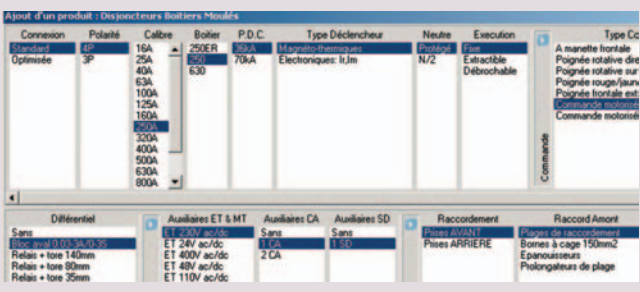 Ajout d'un produit : Disjoncteurs Boitiers Moulés
Connexion Polarité Calibre Boitier P.D.C. Type Déclencheur Neutre Execution Type Co
Standard 4P 16A 250ER 36kA Magnéto-thermiques Protégé Fixe A manette frontale
Optimisée 3P 25A 250 70kA Electroniques: Ir,Im N/2 Extractible Poignée rotative dire
40A 630 Débrochable Poignée rotative sur
63A Poignée rouge/jaun
100A Poignée frontale ext
125A Commande motorisé
160A Commande motorisé
250A
320A
400A
500A
630A
800A
Commande
Différentiel Auxiliaires ET & MT Auxiliaires CA Auxiliaires SD Raccordement Raccord Amont
Sans ET 230V ac/dc Sans Sans Prises AVANT Plages de raccordement
Bloc aval 0.03-3A/0-3S ET 24V ac/dc 1 CA 1 SD Prises ARRIERE Bornes à cage 150mm2
Relais + tore 140mm ET 400V ac/dc 2 CA Epanouisseurs
Relais + tore 80mm ET 48V ac/dc Prolongateurs de plage
Relais + tore 35mm ET 110V ac/dc